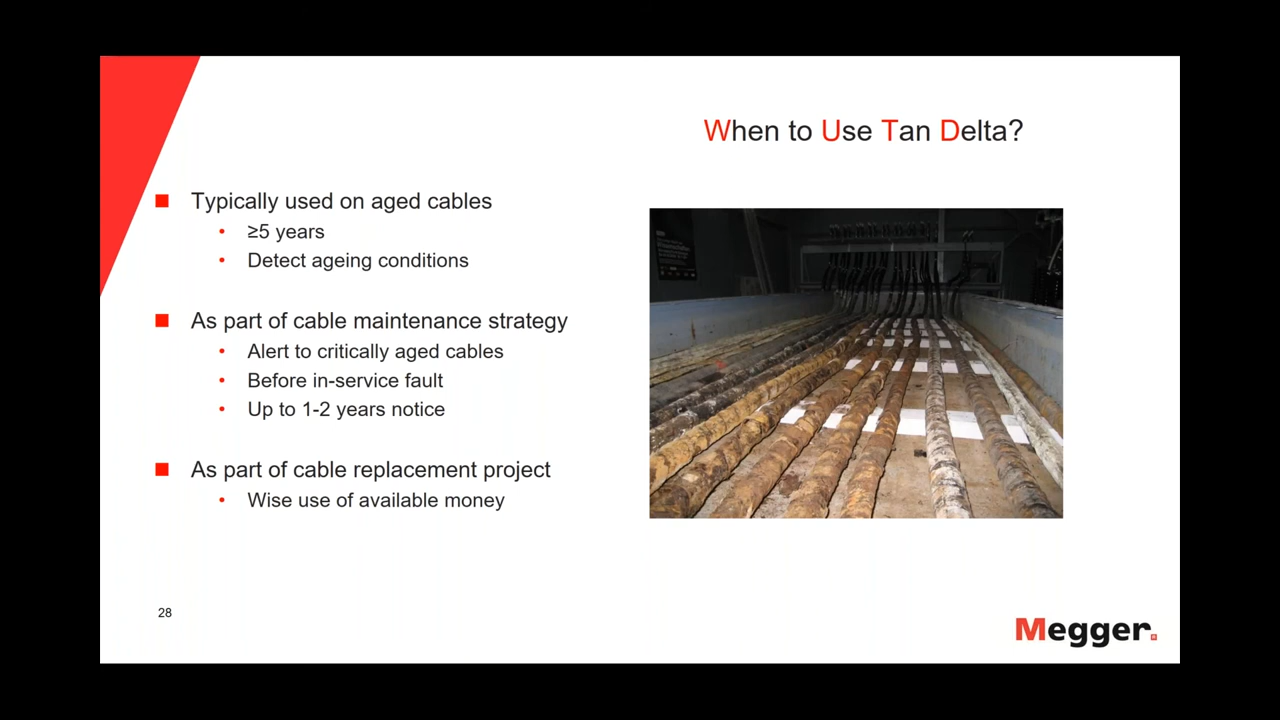 When to Use Tan Delta?
■ Typically used on aged cables
• ≥5 years
• Detect ageing conditions
■ As part of cable maintenance strategy
• Alert to critically aged cables
• Before in-service fault
• Up to 1-2 years notice
■ As part of cable replacement project
• Wise use of available money
28
Megger.